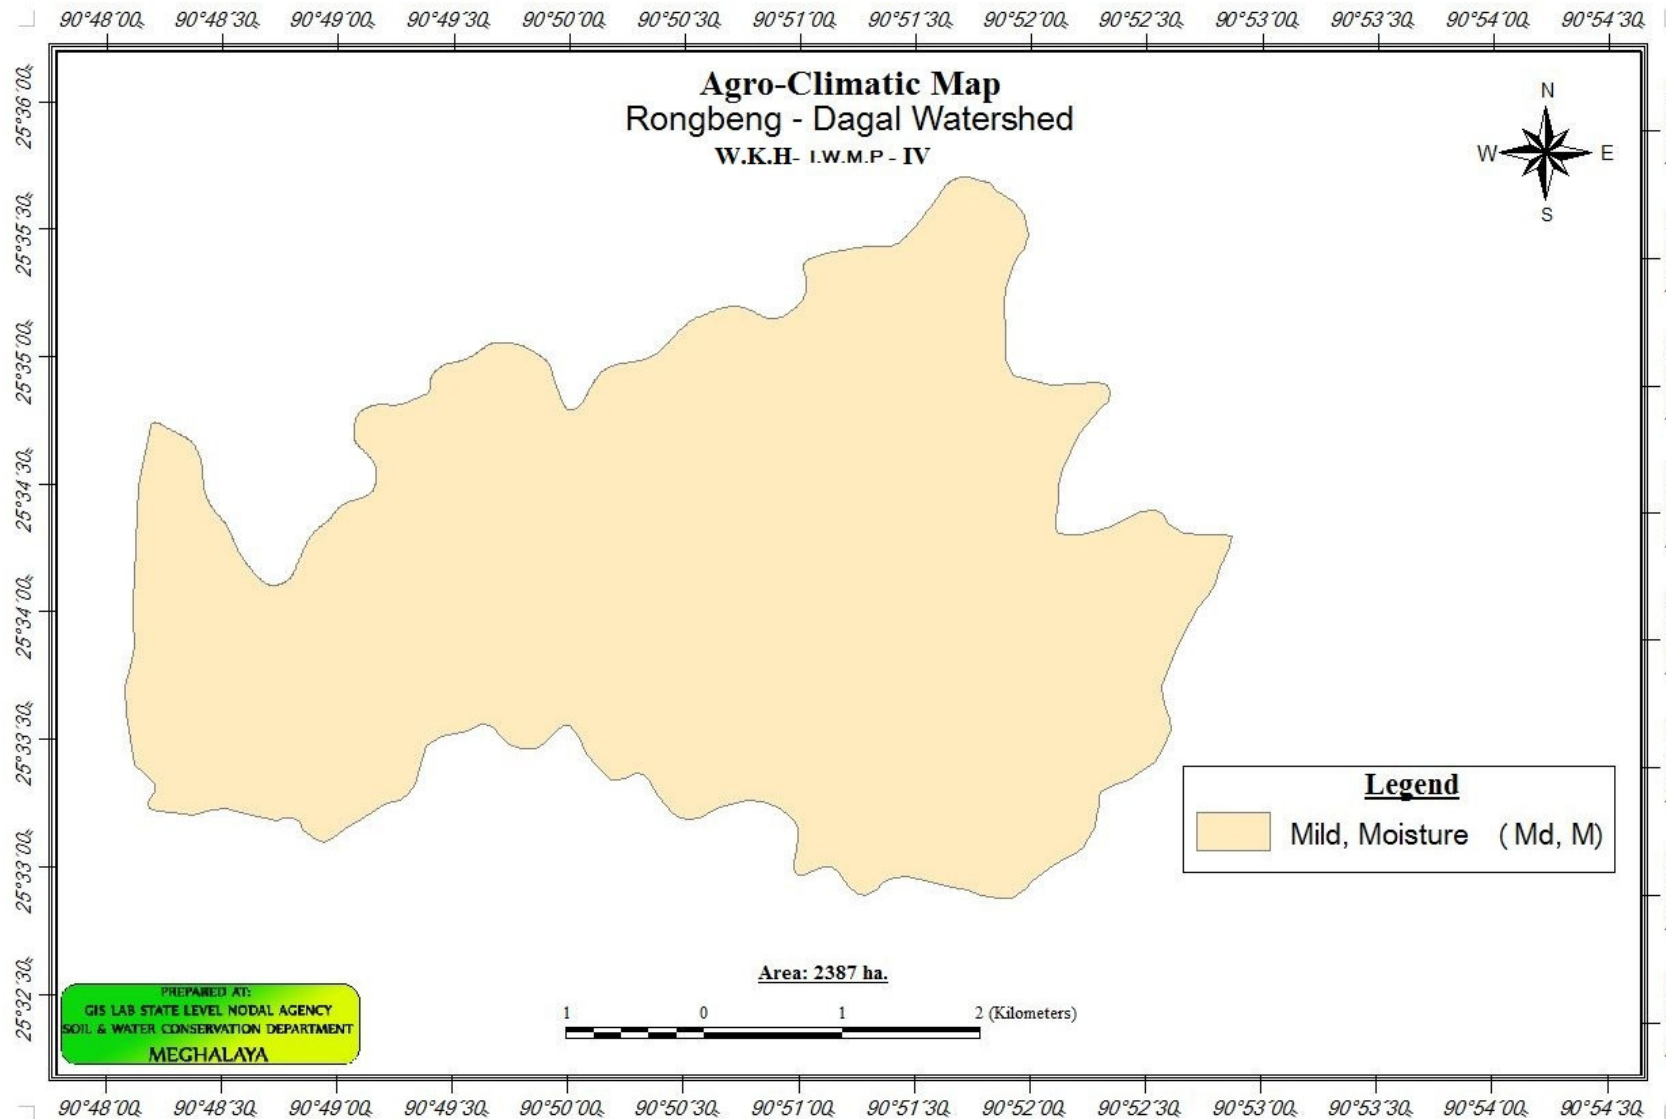 90°48´00˝ 90°48´30˝ 90°49´00˝ 90°49´30˝ 90°50´00˝ 90°50´30˝ 90°51´00˝ 90°51´30˝ 90°52´00˝ 90°52´30˝ 90°53´00˝ 90°53´30˝ 90°54´00˝ 90°54´30˝
Agro-Climatic Map
Rongbeng - Dagal Watershed
W.K.H- I.W.M.P - IV
N
W E
S
25°36´00˝
25°35´30˝
25°35´00˝
25°34´30˝
25°34´00˝
25°33´30˝
25°33´00˝
25°32´30˝
Legend
Mild, Moisture (Md, M)
Area: 2387 ha.
1 0 1 2 (Kilometers)
PREPARED AT:
GIS LAB STATE LEVEL NODAL AGENCY
SOIL & WATER CONSERVATION DEPARTMENT
MEGHALAYA
90°48´00˝ 90°48´30˝ 90°49´00˝ 90°49´30˝ 90°50´00˝ 90°50´30˝ 90°51´00˝ 90°51´30˝ 90°52´00˝ 90°52´30˝ 90°53´00˝ 90°53´30˝ 90°54´00˝ 90°54´30˝